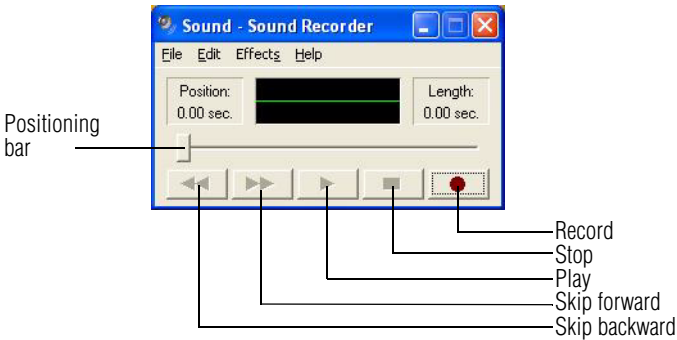 Sound - Sound Recorder
File Edit Effects Help
Position:
0.00 sec.
Length:
0.00 sec.
Positioning
bar
Record
Stop
Play
Skip forward
Skip backward